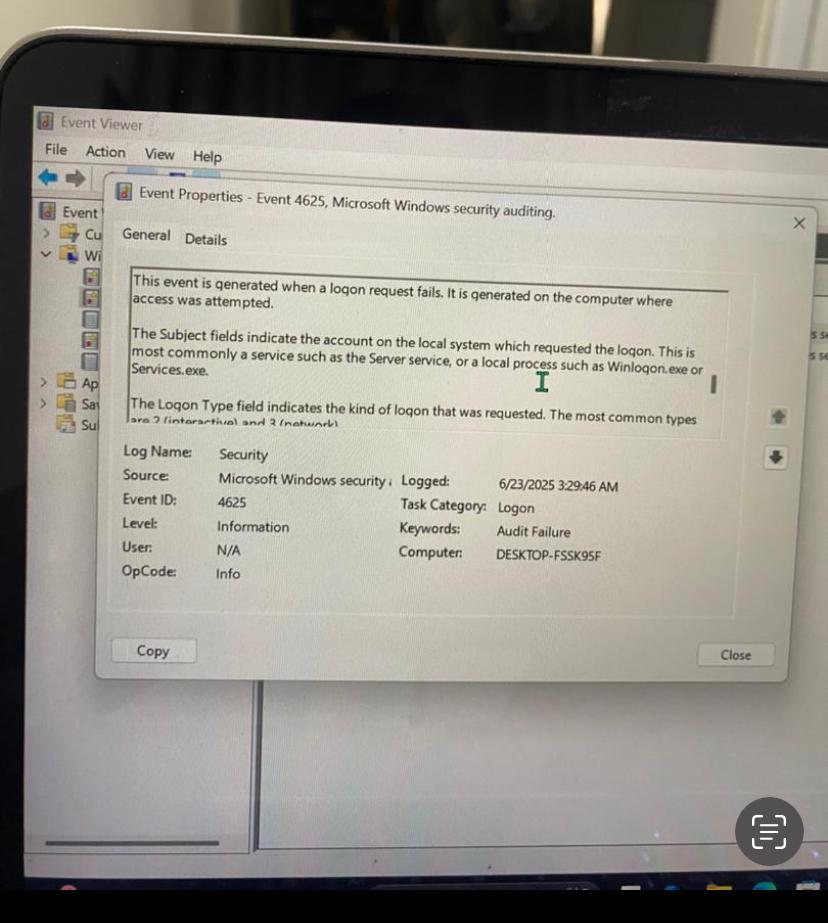 Event Viewer
File Action View Help
Event Properties - Event 4625, Microsoft Windows security auditing.
Event
Cu
Wi
Ap
Sa
Su
General Details
This event is generated when a logon request fails. It is generated on the computer where
access was attempted.
The Subject fields indicate the account on the local system which requested the logon. This is
most commonly a service such as the Server service, or a local process such as Winlogon.exe or
Services.exe.
The Logon Type field indicates the kind of logon that was requested. The most common types
are 2 (interactive) and 3 (network).
Log Name: Security
Source: Microsoft Windows security Logged: 6/23/2025 3:29:46 AM
Event ID: 4625 Task Category: Logon
Level: Information Keywords: Audit Failure
User: N/A Computer: DESKTOP-FSSK95F
OpCode: Info
Copy Close